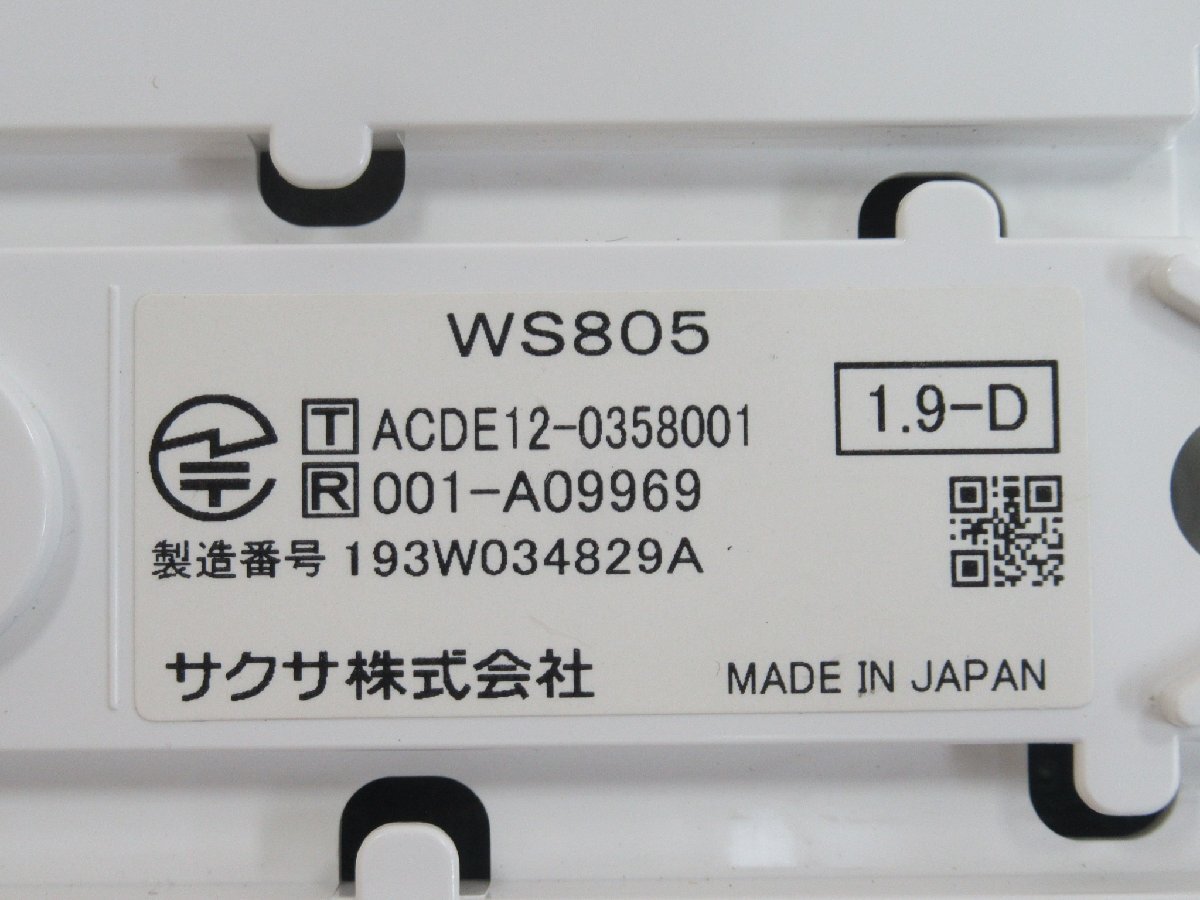 WS805
T ACDE12-0358001
1.9-D
R 001-A09969
製造番号 193W034829A
サクサ株式会社
MADE IN JAPAN